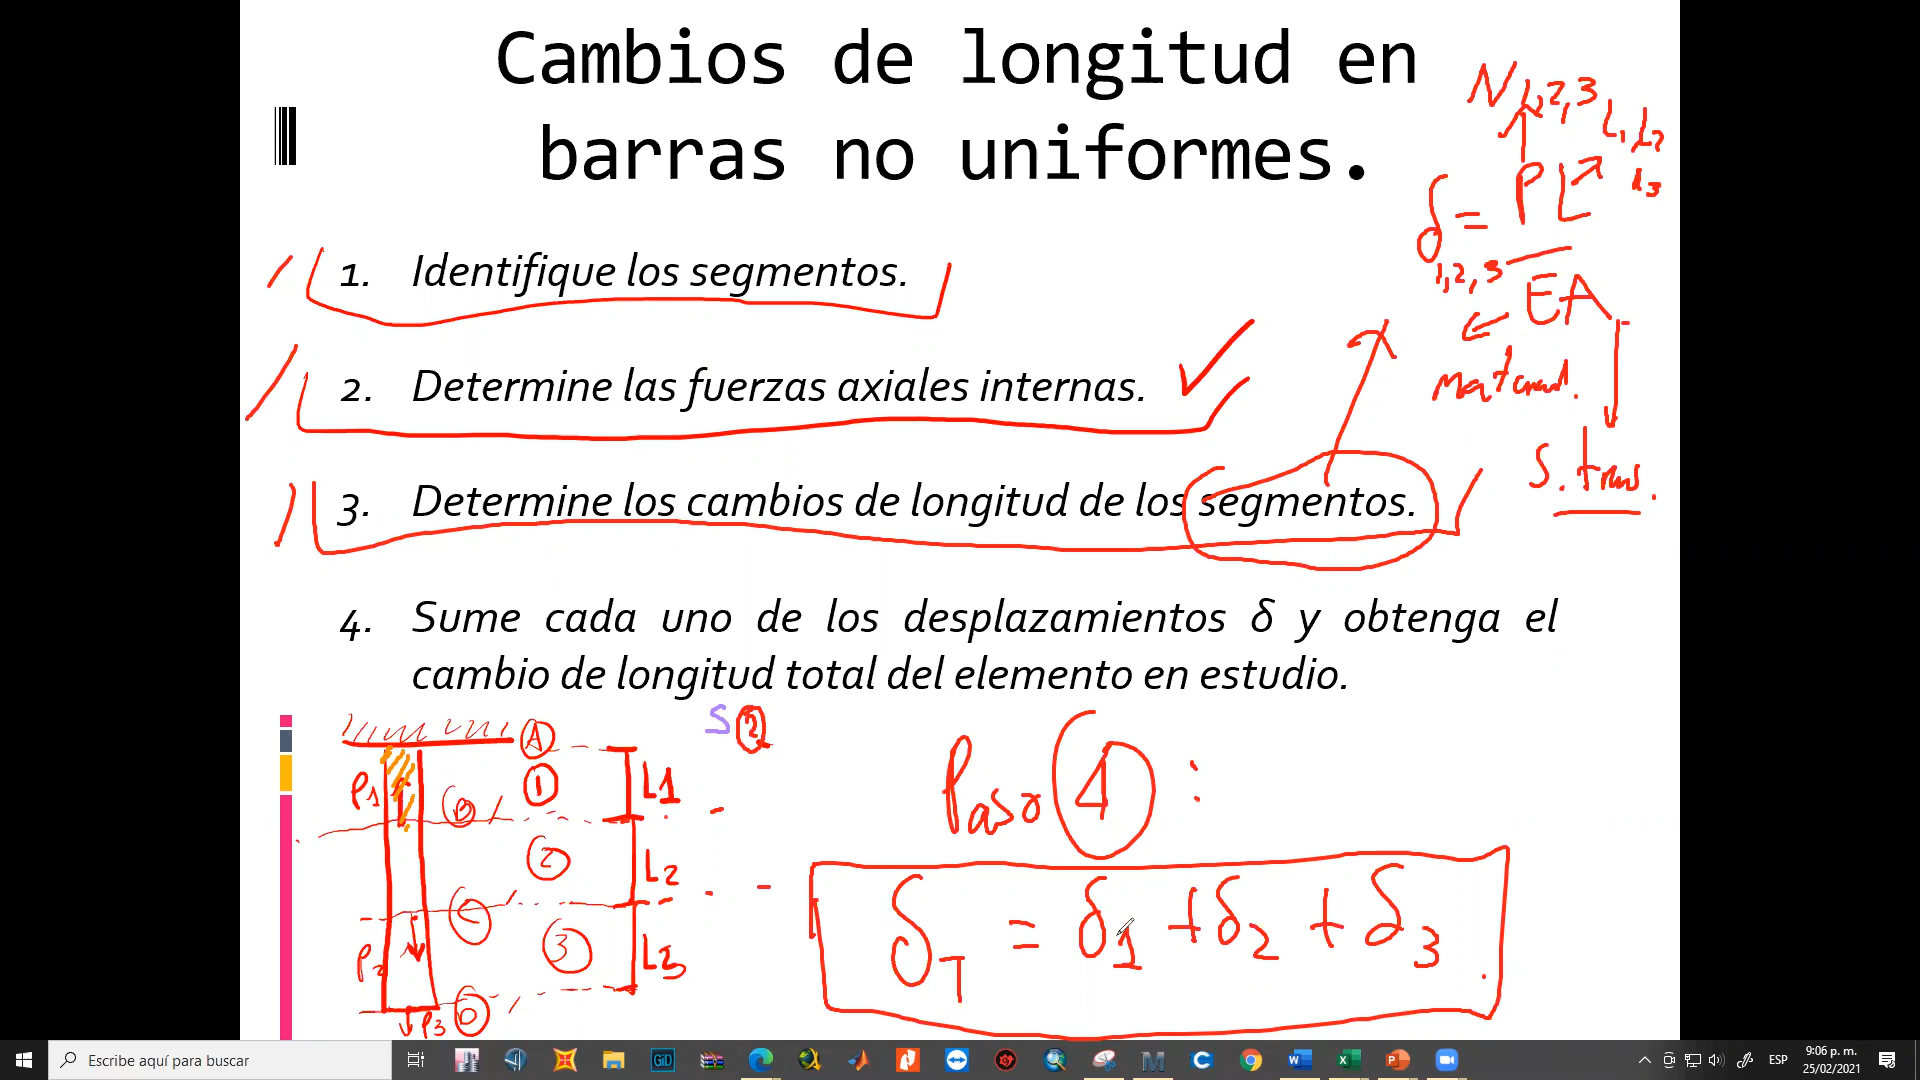 Cambios de longitud en
barras no uniformes.
N1,2,3
L1 L2
L3
δ = PL
1,2,3
EA
Material.
S. trans.
1. Identifique los segmentos.
2. Determine las fuerzas axiales internas.
3. Determine los cambios de longitud de los segmentos.
4. Sume cada uno de los desplazamientos δ y obtenga el
cambio de longitud total del elemento en estudio.
A
S 2
P1
1
L1
B
2
L2
C
P2
3
L3
P3
D
Paso 4 :
δT = δ1 + δ2 + δ3
Escribe aquí para buscar
GiD
ESP
9:06 p. m.
25/02/2021